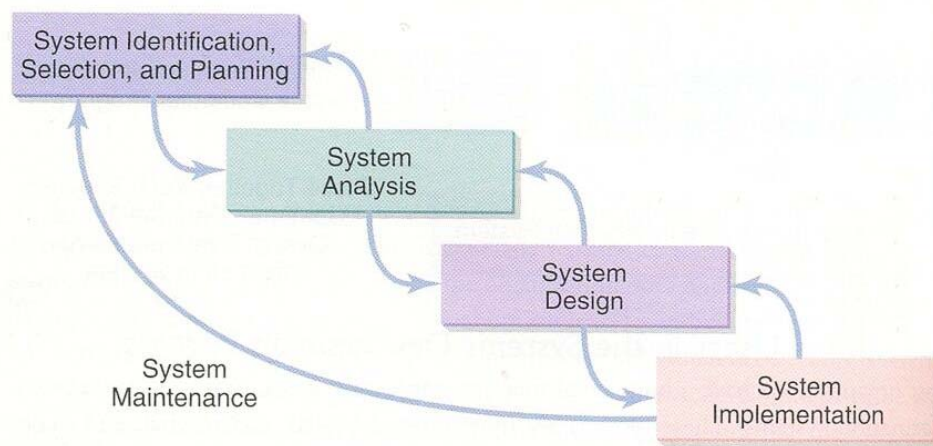 System Identification,
Selection, and Planning
System
Analysis
System
Design
System
Maintenance
System
Implementation